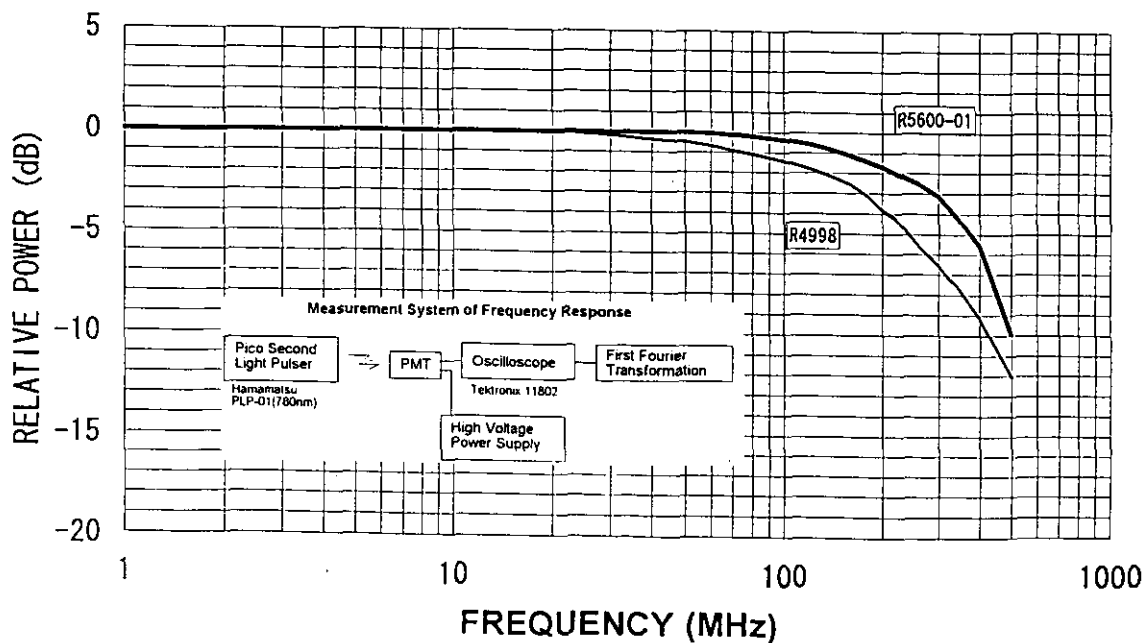 5
0
-5
-10
-15
-20
RELATIVE POWER (dB)
R5600-01
R4998
Measurement System of Frequency Response
Pico Second
Light Pulser
Hamamatsu
PLP-01(780nm)
PMT
Oscilloscope
Tektronix 11802
First Fourier
Transformation
High Voltage
Power Supply
1
10
100
1000
FREQUENCY (MHz)